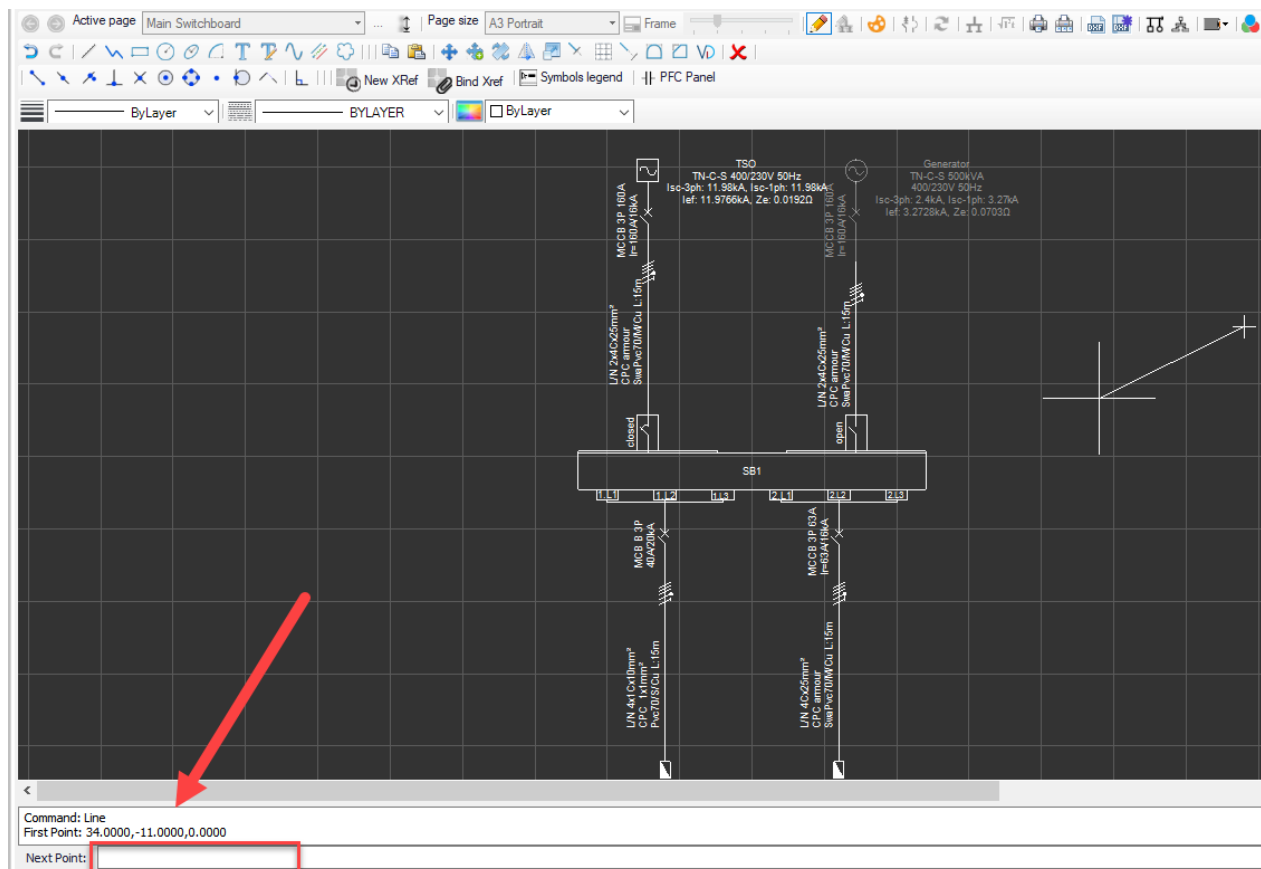 Active page Main Switchboard ... Page size A3 Portrait Frame
New XRef Bind Xref Symbols legend PFC Panel
ByLayer BYLAYER ByLayer
TSO
TN-C-S 400/230V 50Hz
Isc-3ph: 11.98kA, Isc-1ph: 11.98kA
Ief: 11.9766kA, Ze: 0.0192Ω
Generator
TN-C-S 500kVA
400/230V 50Hz
Isc-3ph: 2.4kA, Isc-1ph: 3.27kA
Ief: 3.2728kA, Ze: 0.0703Ω
MCCB 3P 160A
Ir=160A/16kA
MCCB 3P 160A
Ir=160A/16kA
L/N 2x4Cx25mm²
CPC armour
SwaPvc70/M/Cu L:15m
L/N 2x4Cx25mm²
CPC armour
SwaPvc70/M/Cu L:15m
closed
open
SB1
1.L1 1.L2 1.L3 2.L1 2.L2 2.L3
MCB B 3P
40A/20kA
MCCB 3P 63A
Ir=63A/16kA
L/N 4x1Cx10mm²
CPC 1x1mm²
Pvc70/S/Cu L:15m
L/N 4Cx25mm²
CPC armour
SwaPvc70/M/Cu L:15m
Command: Line
First Point: 34.0000,-11.0000,0.0000
Next Point: